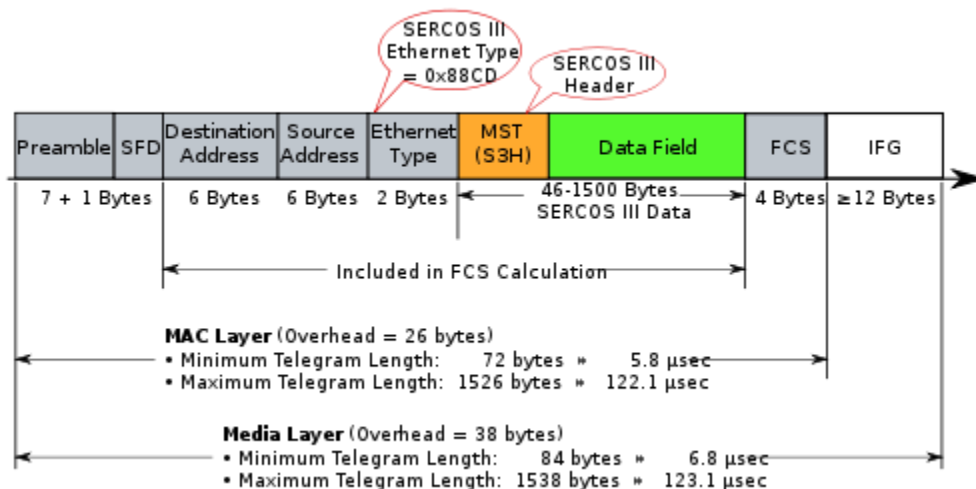 SERCOS III
Ethernet Type
= 0x88CD
SERCOS III
Header
Preamble
SFD
Destination
Address
Source
Address
Ethernet
Type
MST
(S3H)
Data Field
FCS
IFG
7 + 1 Bytes
6 Bytes
6 Bytes
2 Bytes
46-1500 Bytes
SERCOS III Data
4 Bytes
≥12 Bytes
Included in FCS Calculation
MAC Layer (Overhead = 26 bytes)
• Minimum Telegram Length: 72 bytes » 5.8 μsec
• Maximum Telegram Length: 1526 bytes » 122.1 μsec
Media Layer (Overhead = 38 bytes)
• Minimum Telegram Length: 84 bytes » 6.8 μsec
• Maximum Telegram Length: 1538 bytes » 123.1 μsec